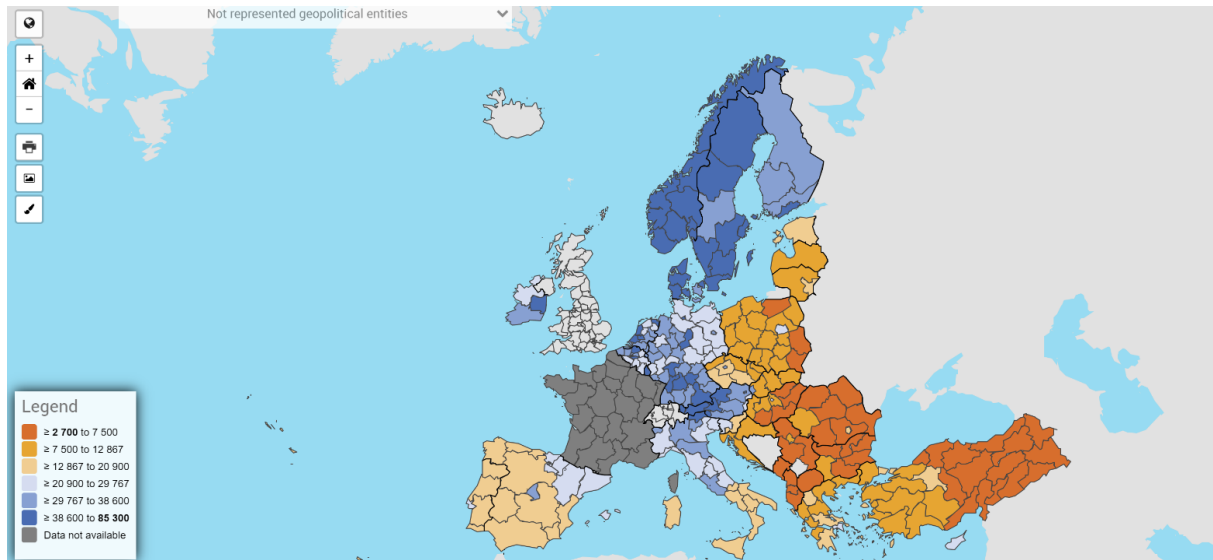 Not represented geopolitical entities
+
−
Legend
≥ 2 700 to 7 500
≥ 7 500 to 12 867
≥ 12 867 to 20 900
≥ 20 900 to 29 767
≥ 29 767 to 38 600
≥ 38 600 to 85 300
Data not available